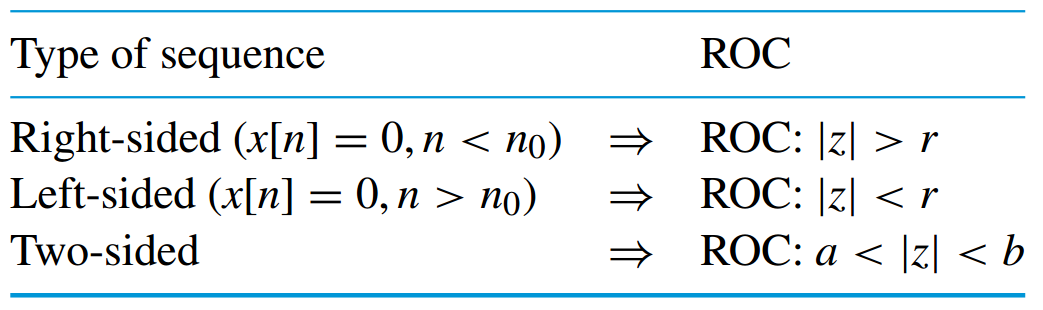 Type of sequence ROC
Right-sided (x[n] = 0, n < n₀) ⇒ ROC: |z| > r
Left-sided (x[n] = 0, n > n₀) ⇒ ROC: |z| < r
Two-sided ⇒ ROC: a < |z| < b